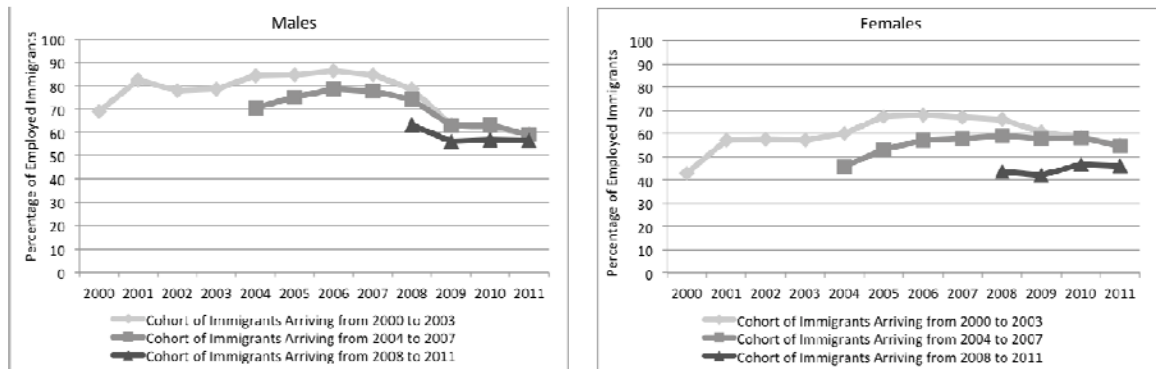 Males
Percentage of Employed Immigrants
100
90
80
70
60
50
40
30
20
10
0
2000 2001 2002 2003 2004 2005 2006 2007 2008 2009 2010 2011
Cohort of Immigrants Arriving from 2000 to 2003
Cohort of Immigrants Arriving from 2004 to 2007
Cohort of Immigrants Arriving from 2008 to 2011
Females
Percentage of Employed Immigrants
100
90
80
70
60
50
40
30
20
10
0
2000 2001 2002 2003 2004 2005 2006 2007 2008 2009 2010 2011
Cohort of Immigrants Arriving from 2000 to 2003
Cohort of Immigrants Arriving from 2004 to 2007
Cohort of Immigrants Arriving from 2008 to 2011